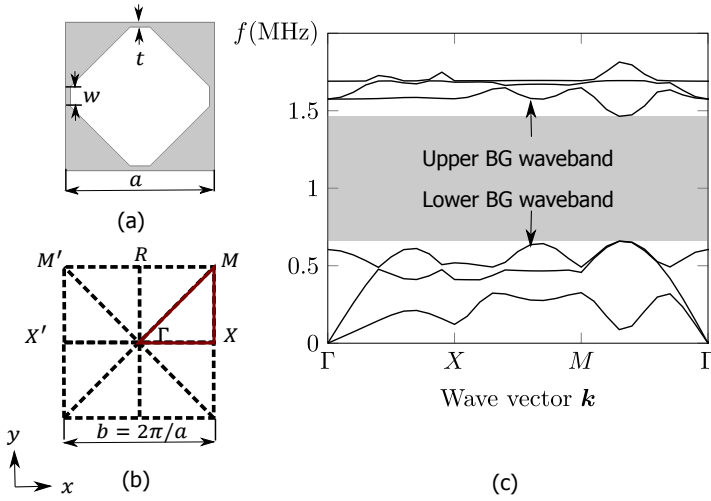 t
w
a
(a)
M′ R M
X′ Γ X
b = 2π/a
y
x
(b)
f(MHz)
1.5
1
0.5
0
Upper BG waveband
Lower BG waveband
Γ X M Γ
Wave vector k
(c)